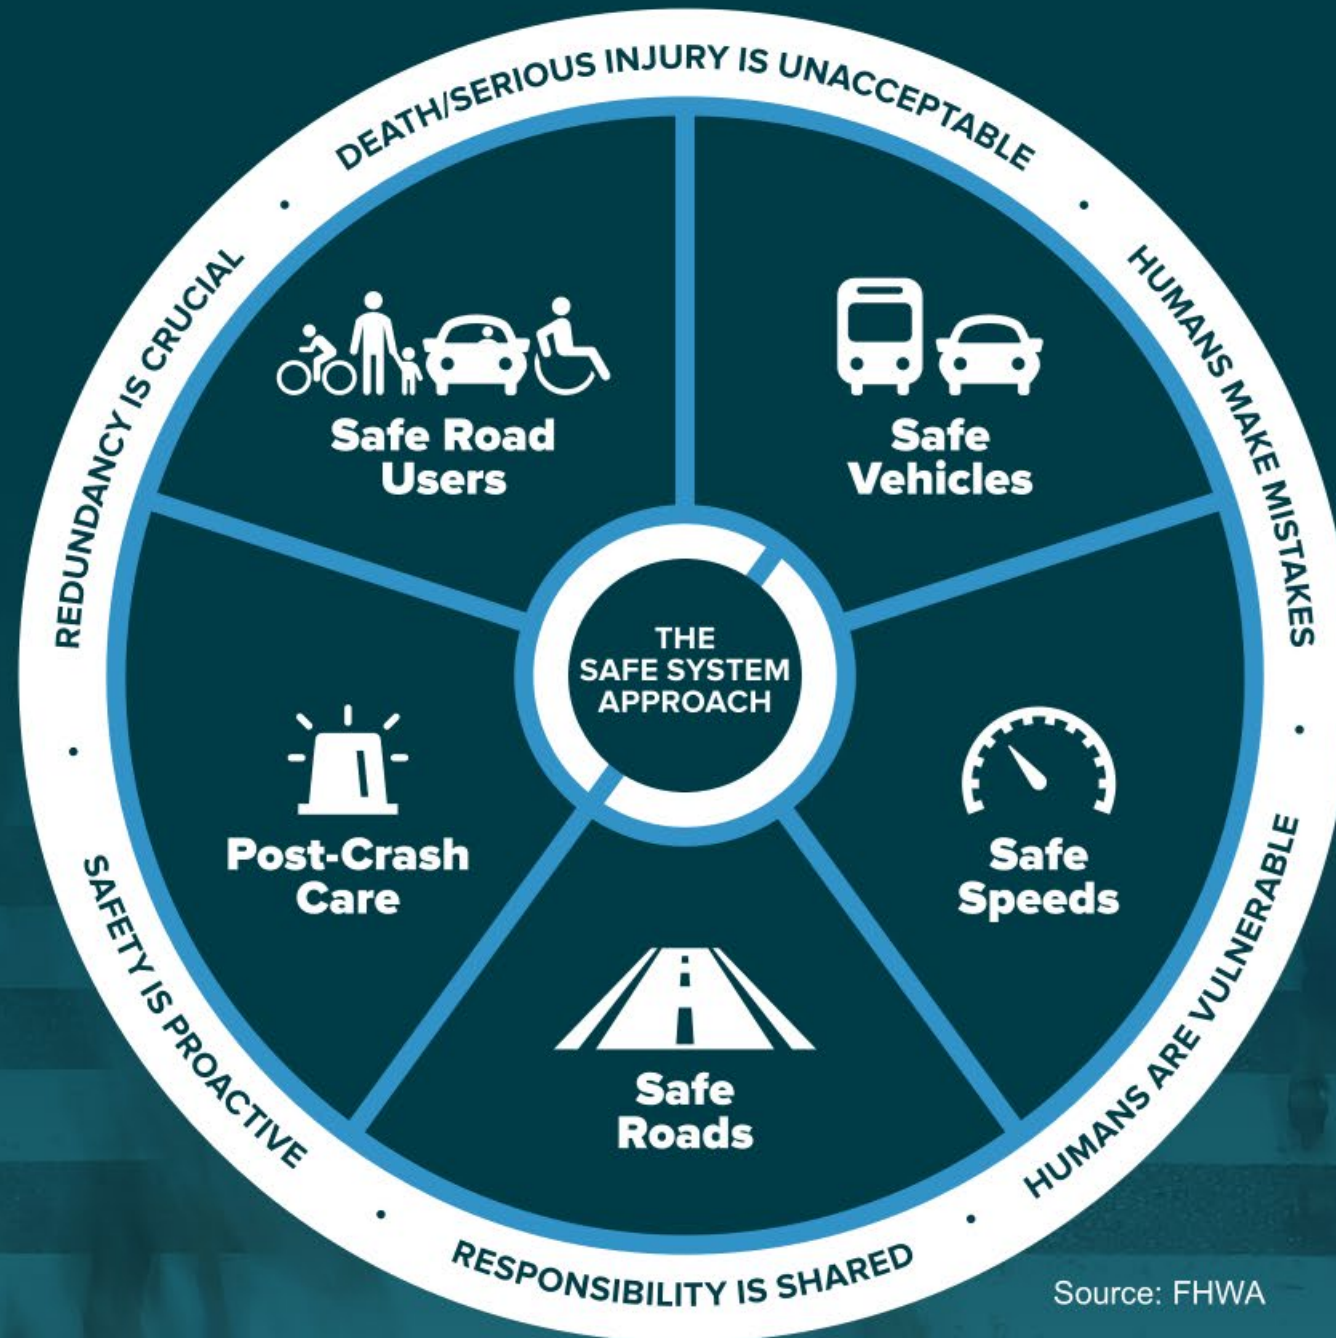 DEATH/SERIOUS INJURY IS UNACCEPTABLE
HUMANS MAKE MISTAKES
HUMANS ARE VULNERABLE
RESPONSIBILITY IS SHARED
SAFETY IS PROACTIVE
REDUNDANCY IS CRUCIAL
Safe Road
Users
Safe
Vehicles
THE
SAFE SYSTEM
APPROACH
Post-Crash
Care
Safe
Speeds
Safe
Roads
Source: FHWA